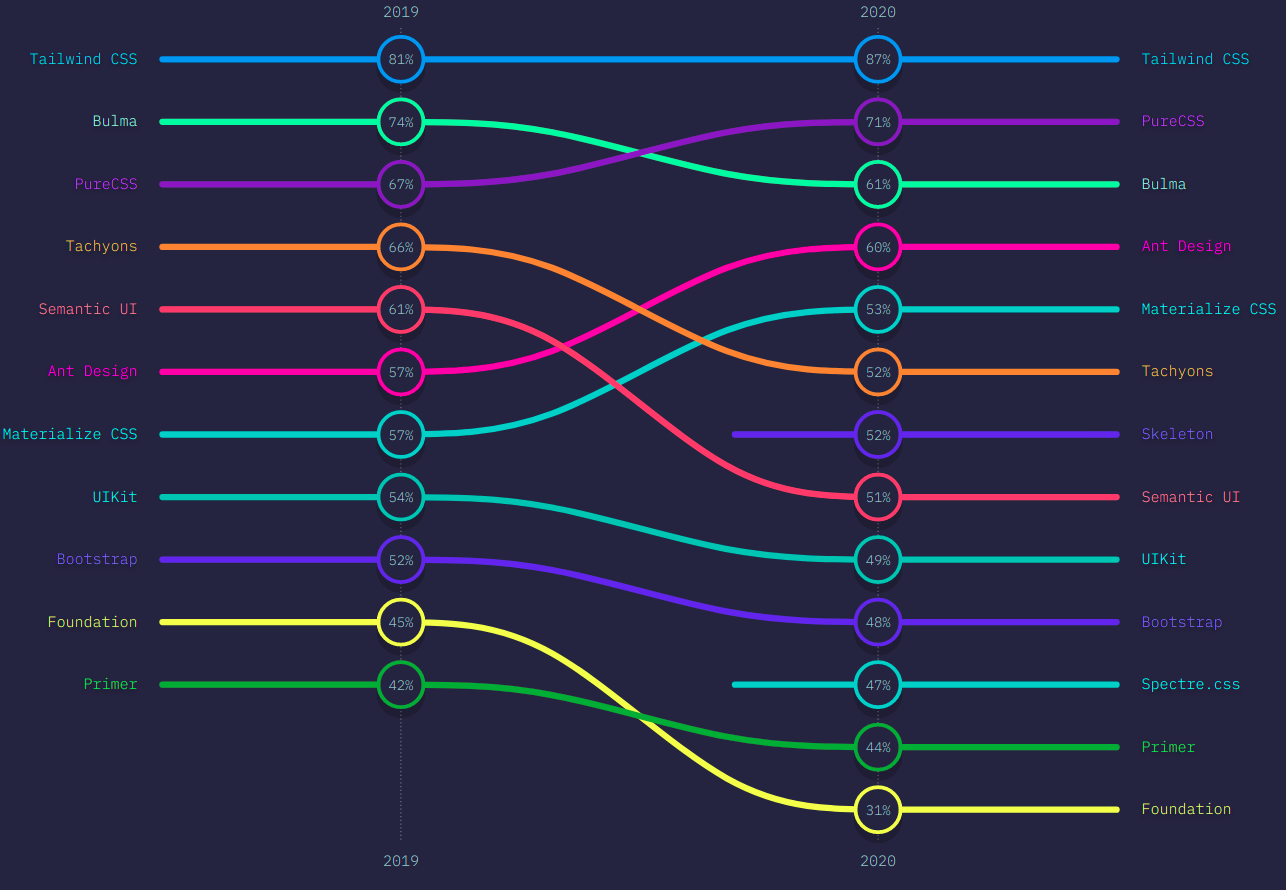 2019 2020
Tailwind CSS 81% 87% Tailwind CSS
Bulma 74% 71% PureCSS
PureCSS 67% 61% Bulma
Tachyons 66% 60% Ant Design
Semantic UI 61% 53% Materialize CSS
Ant Design 57% 52% Tachyons
Materialize CSS 57% 52% Skeleton
UIKit 54% 51% Semantic UI
Bootstrap 52% 49% UIKit
Foundation 45% 48% Bootstrap
Primer 42% 47% Spectre.css
44% Primer
31% Foundation
2019 2020